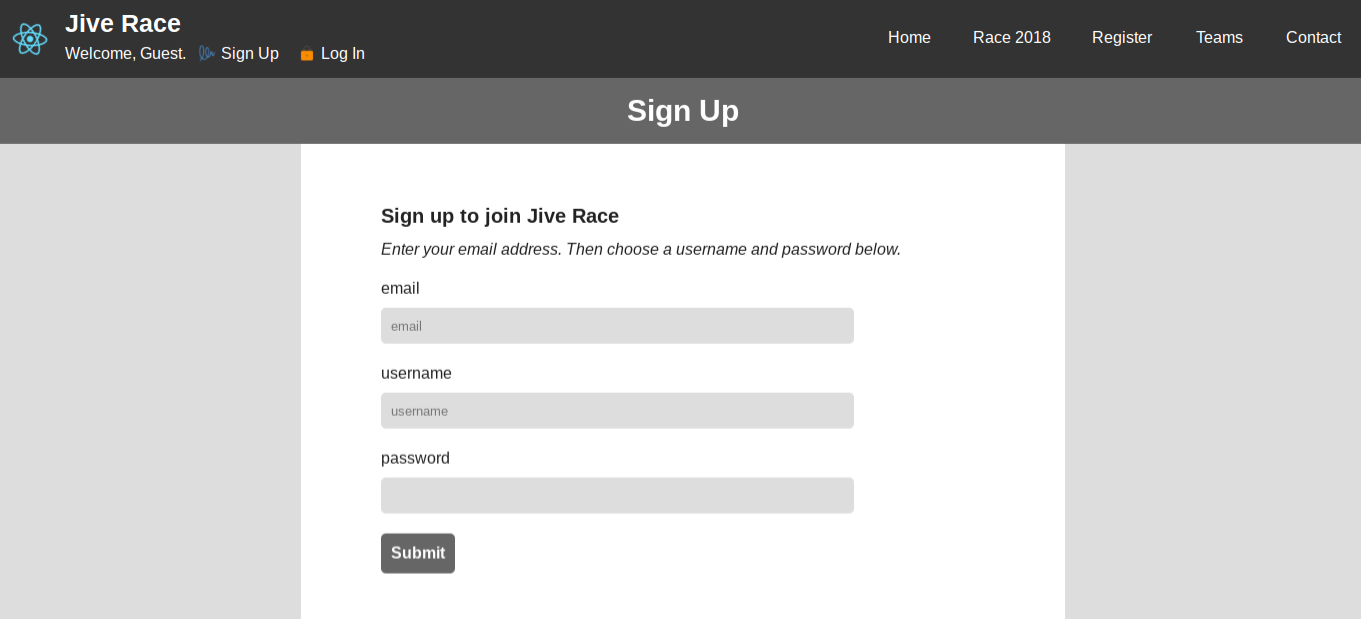 Jive Race
Welcome, Guest. Sign Up Log In
Home Race 2018 Register Teams Contact
Sign Up
Sign up to join Jive Race
Enter your email address. Then choose a username and password below.
email
email
username
username
password
Submit